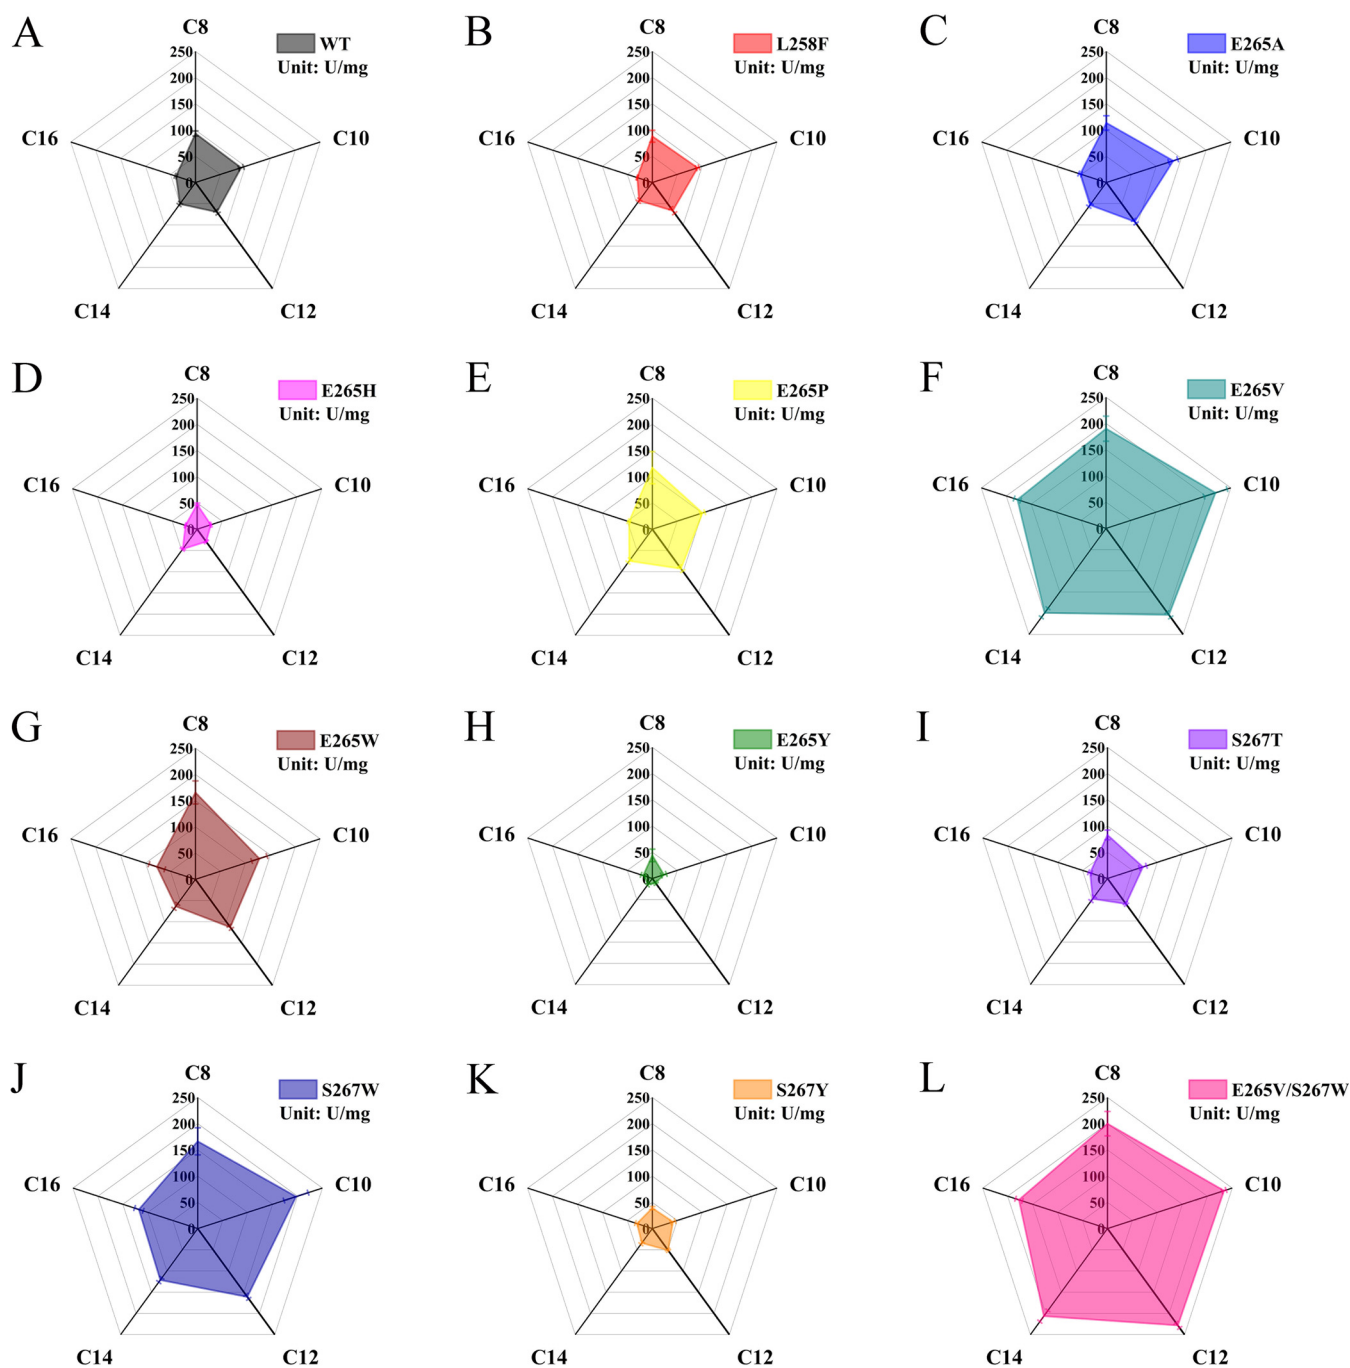 A
C8
WT
Unit: U/mg
250
200
150
100
50
0
C16
C10
C14
C12
B
C8
L258F
Unit: U/mg
250
200
150
100
50
0
C16
C10
C14
C12
C
C8
E265A
Unit: U/mg
250
200
150
100
50
0
C16
C10
C14
C12
D
C8
E265H
Unit: U/mg
250
200
150
100
50
0
C16
C10
C14
C12
E
C8
E265P
Unit: U/mg
250
200
150
100
50
0
C16
C10
C14
C12
F
C8
E265V
Unit: U/mg
250
200
150
100
50
0
C16
C10
C14
C12
G
C8
E265W
Unit: U/mg
250
200
150
100
50
0
C16
C10
C14
C12
H
C8
E265Y
Unit: U/mg
250
200
150
100
50
0
C16
C10
C14
C12
I
C8
S267T
Unit: U/mg
250
200
150
100
50
0
C16
C10
C14
C12
J
C8
S267W
Unit: U/mg
250
200
150
100
50
0
C16
C10
C14
C12
K
C8
S267Y
Unit: U/mg
250
200
150
100
50
0
C16
C10
C14
C12
L
C8
E265V/S267W
Unit: U/mg
250
200
150
100
50
0
C16
C10
C14
C12